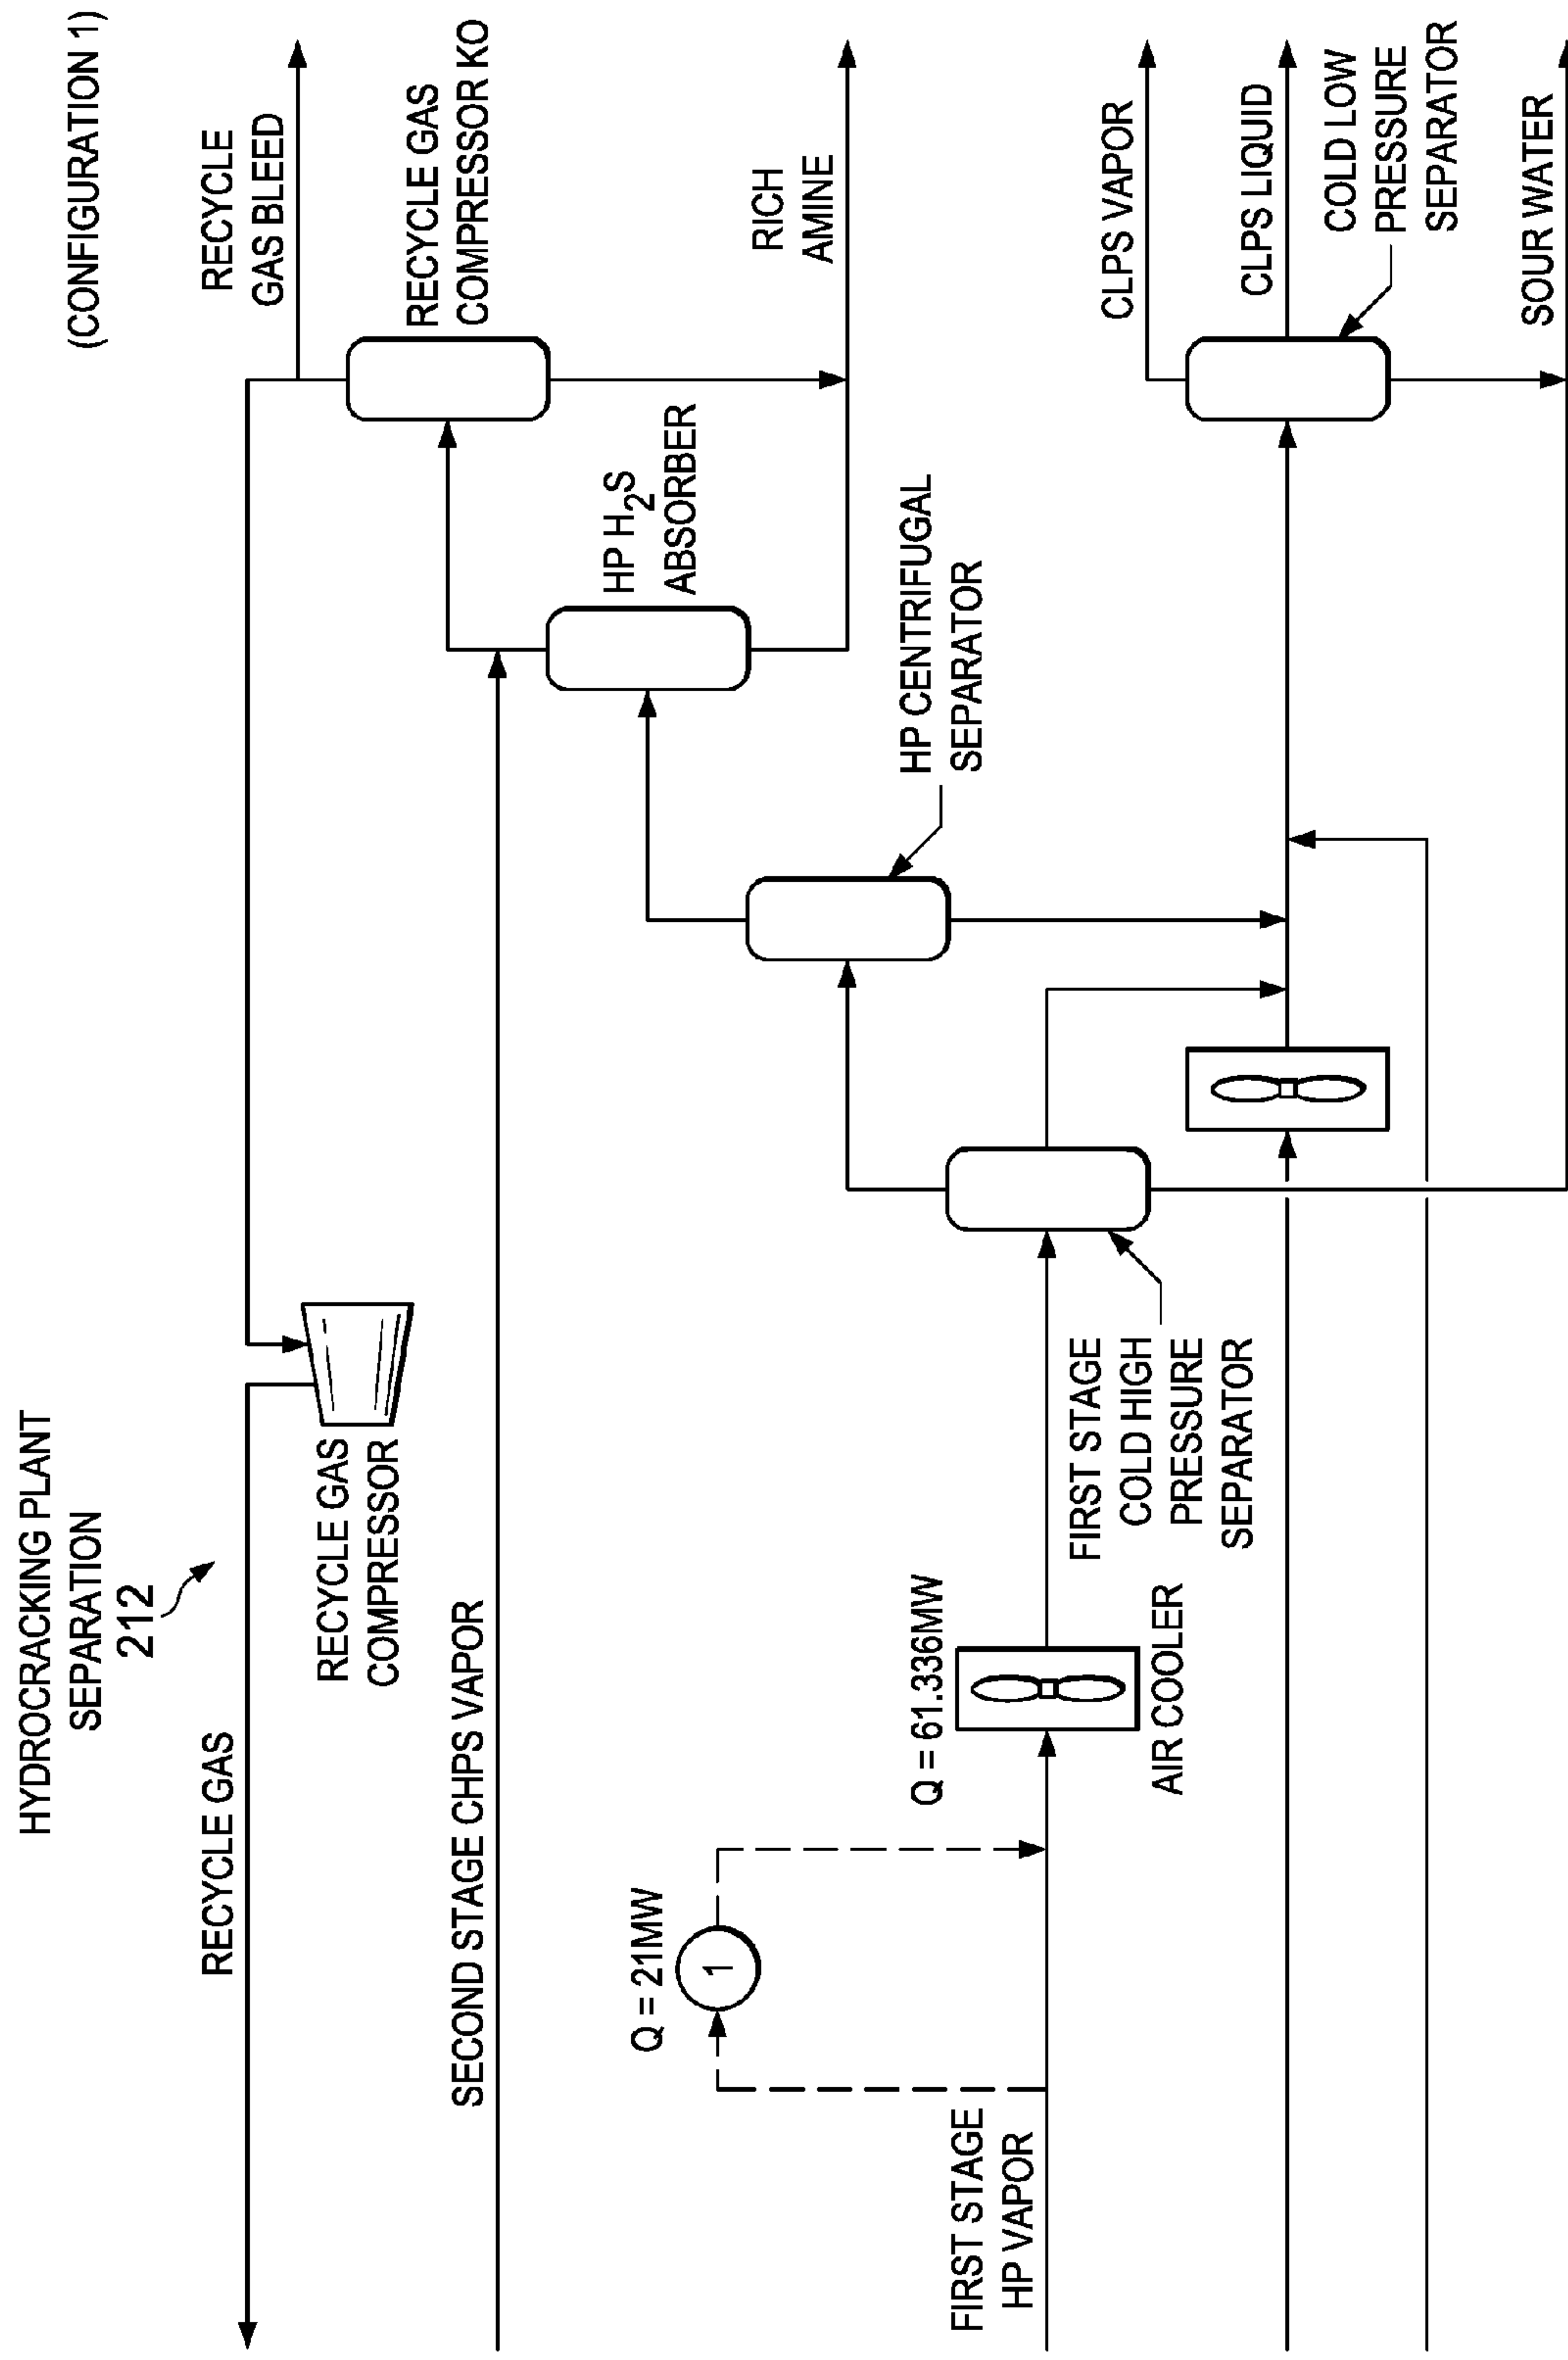 HYDROCRACKING PLANT
SEPARATION
212
(CONFIGURATION 1)
RECYCLE GAS
RECYCLE
GAS BLEED
RECYCLE GAS
COMPRESSOR
RECYCLE GAS
COMPRESSOR KO
SECOND STAGE CHPS VAPOR
HP H2S
ABSORBER
RICH
AMINE
Q = 21MW
1
HP CENTRIFUGAL
SEPARATOR
Q = 61.336MW
FIRST STAGE
HP VAPOR
AIR COOLER
FIRST STAGE
COLD HIGH
PRESSURE
SEPARATOR
CLPS VAPOR
CLPS LIQUID
COLD LOW
PRESSURE
SEPARATOR
SOUR WATER